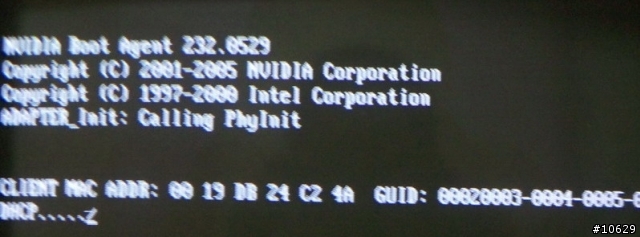 NVIDIA Boot Agent 232.0529
Copyright (C) 2001-2005 NVIDIA Corporation
Copyright (C) 1997-2000 Intel Corporation
ADAPTER_Init: Calling PhyInit
CLIENT MAC ADDR: 00 19 DB 24 C2 4A GUID: 00020003-0004-0005-0
DHCP.....
#10629